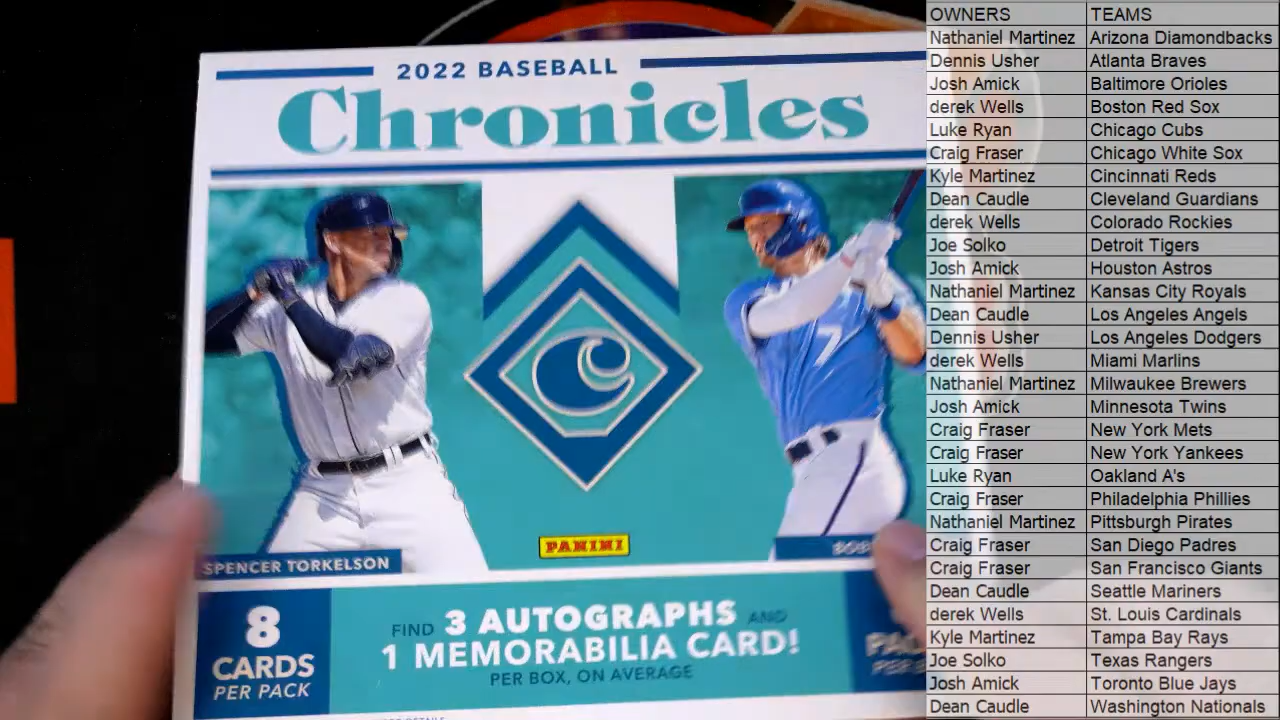 2022 BASEBALL
Chronicles
7
PANINI
SPENCER TORKELSON
8
CARDS
PER PACK
FIND 3 AUTOGRAPHS AND
1 MEMORABILIA CARD!
PER BOX, ON AVERAGE
OWNERS TEAMS
Nathaniel Martinez Arizona Diamondbacks
Dennis Usher Atlanta Braves
Josh Amick Baltimore Orioles
derek Wells Boston Red Sox
Luke Ryan Chicago Cubs
Craig Fraser Chicago White Sox
Kyle Martinez Cincinnati Reds
Dean Caudle Cleveland Guardians
derek Wells Colorado Rockies
Joe Solko Detroit Tigers
Josh Amick Houston Astros
Nathaniel Martinez Kansas City Royals
Dean Caudle Los Angeles Angels
Dennis Usher Los Angeles Dodgers
derek Wells Miami Marlins
Nathaniel Martinez Milwaukee Brewers
Josh Amick Minnesota Twins
Craig Fraser New York Mets
Craig Fraser New York Yankees
Luke Ryan Oakland A's
Craig Fraser Philadelphia Phillies
Nathaniel Martinez Pittsburgh Pirates
Craig Fraser San Diego Padres
Craig Fraser San Francisco Giants
Dean Caudle Seattle Mariners
derek Wells St. Louis Cardinals
Kyle Martinez Tampa Bay Rays
Joe Solko Texas Rangers
Josh Amick Toronto Blue Jays
Dean Caudle Washington Nationals